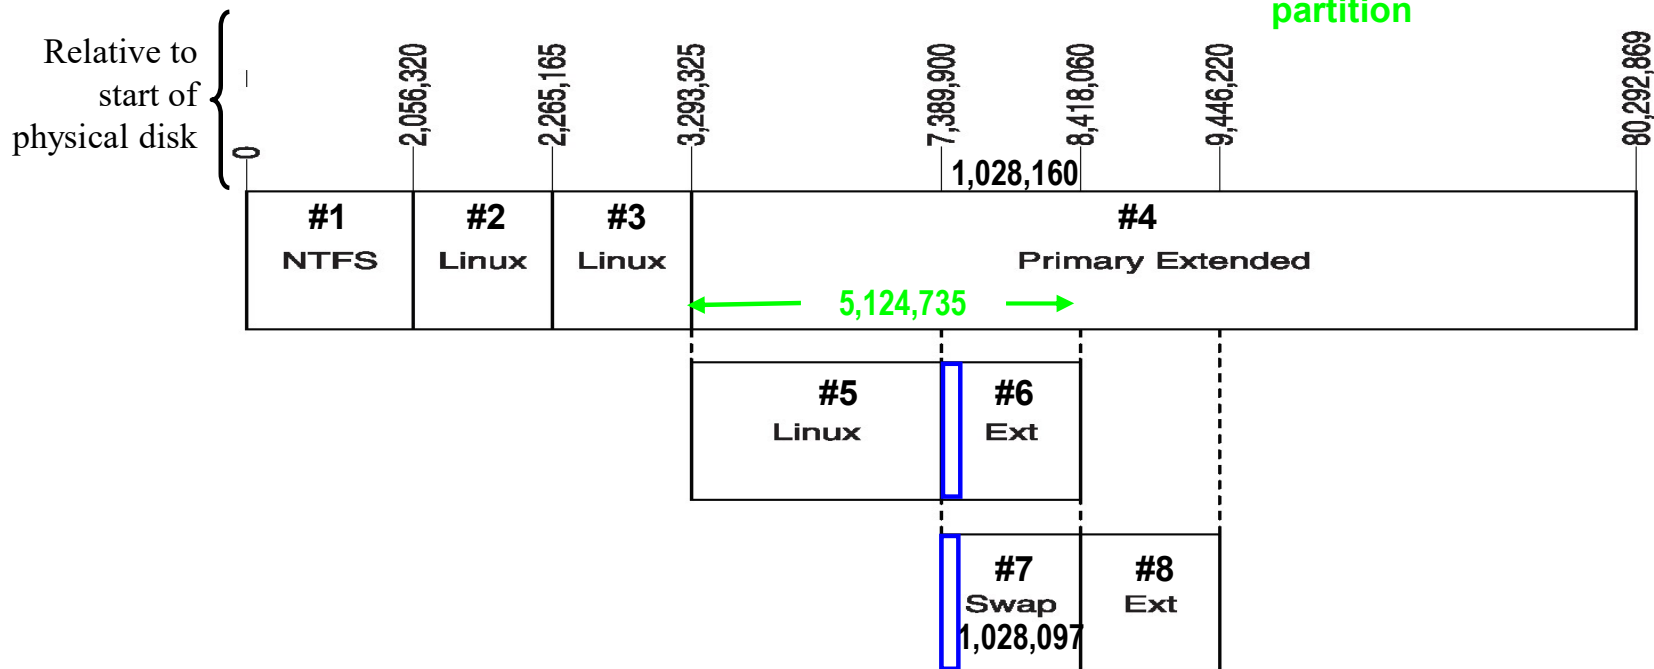 partition
Relative to
start of
physical disk
0
2,056,320
2,265,165
3,293,325
7,389,900
8,418,060
9,446,220
80,292,869
1,028,160
#1
NTFS
#2
Linux
#3
Linux
#4
Primary Extended
5,124,735
#5
Linux
#6
Ext
#7
Swap
1,028,097
#8
Ext